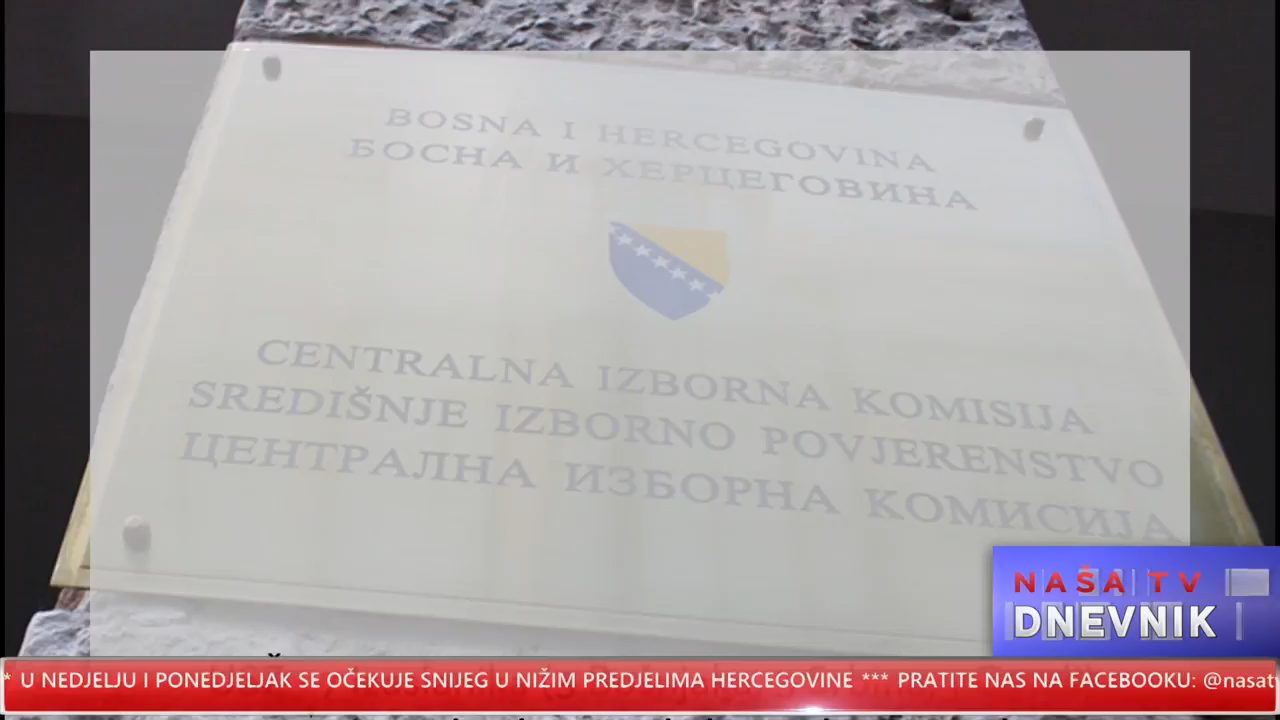 BOSNA I HERCEGOVINA
БОСНА И ХЕРЦЕГОВИНА
CENTRALNA IZBORNA KOMISIJA
SREDIŠNJE IZBORNO POVJERENSTVO
ЦЕНТРАЛНА ИЗБОРНА КОМИСИЈА
NAŠA TV
DNEVNIK
* U NEDJELJU I PONEDJELJAK SE OČEKUJE SNIJEG U NIŽIM PREDJELIMA HERCEGOVINE *** PRATITE NAS NA FACEBOOKU: @nasat